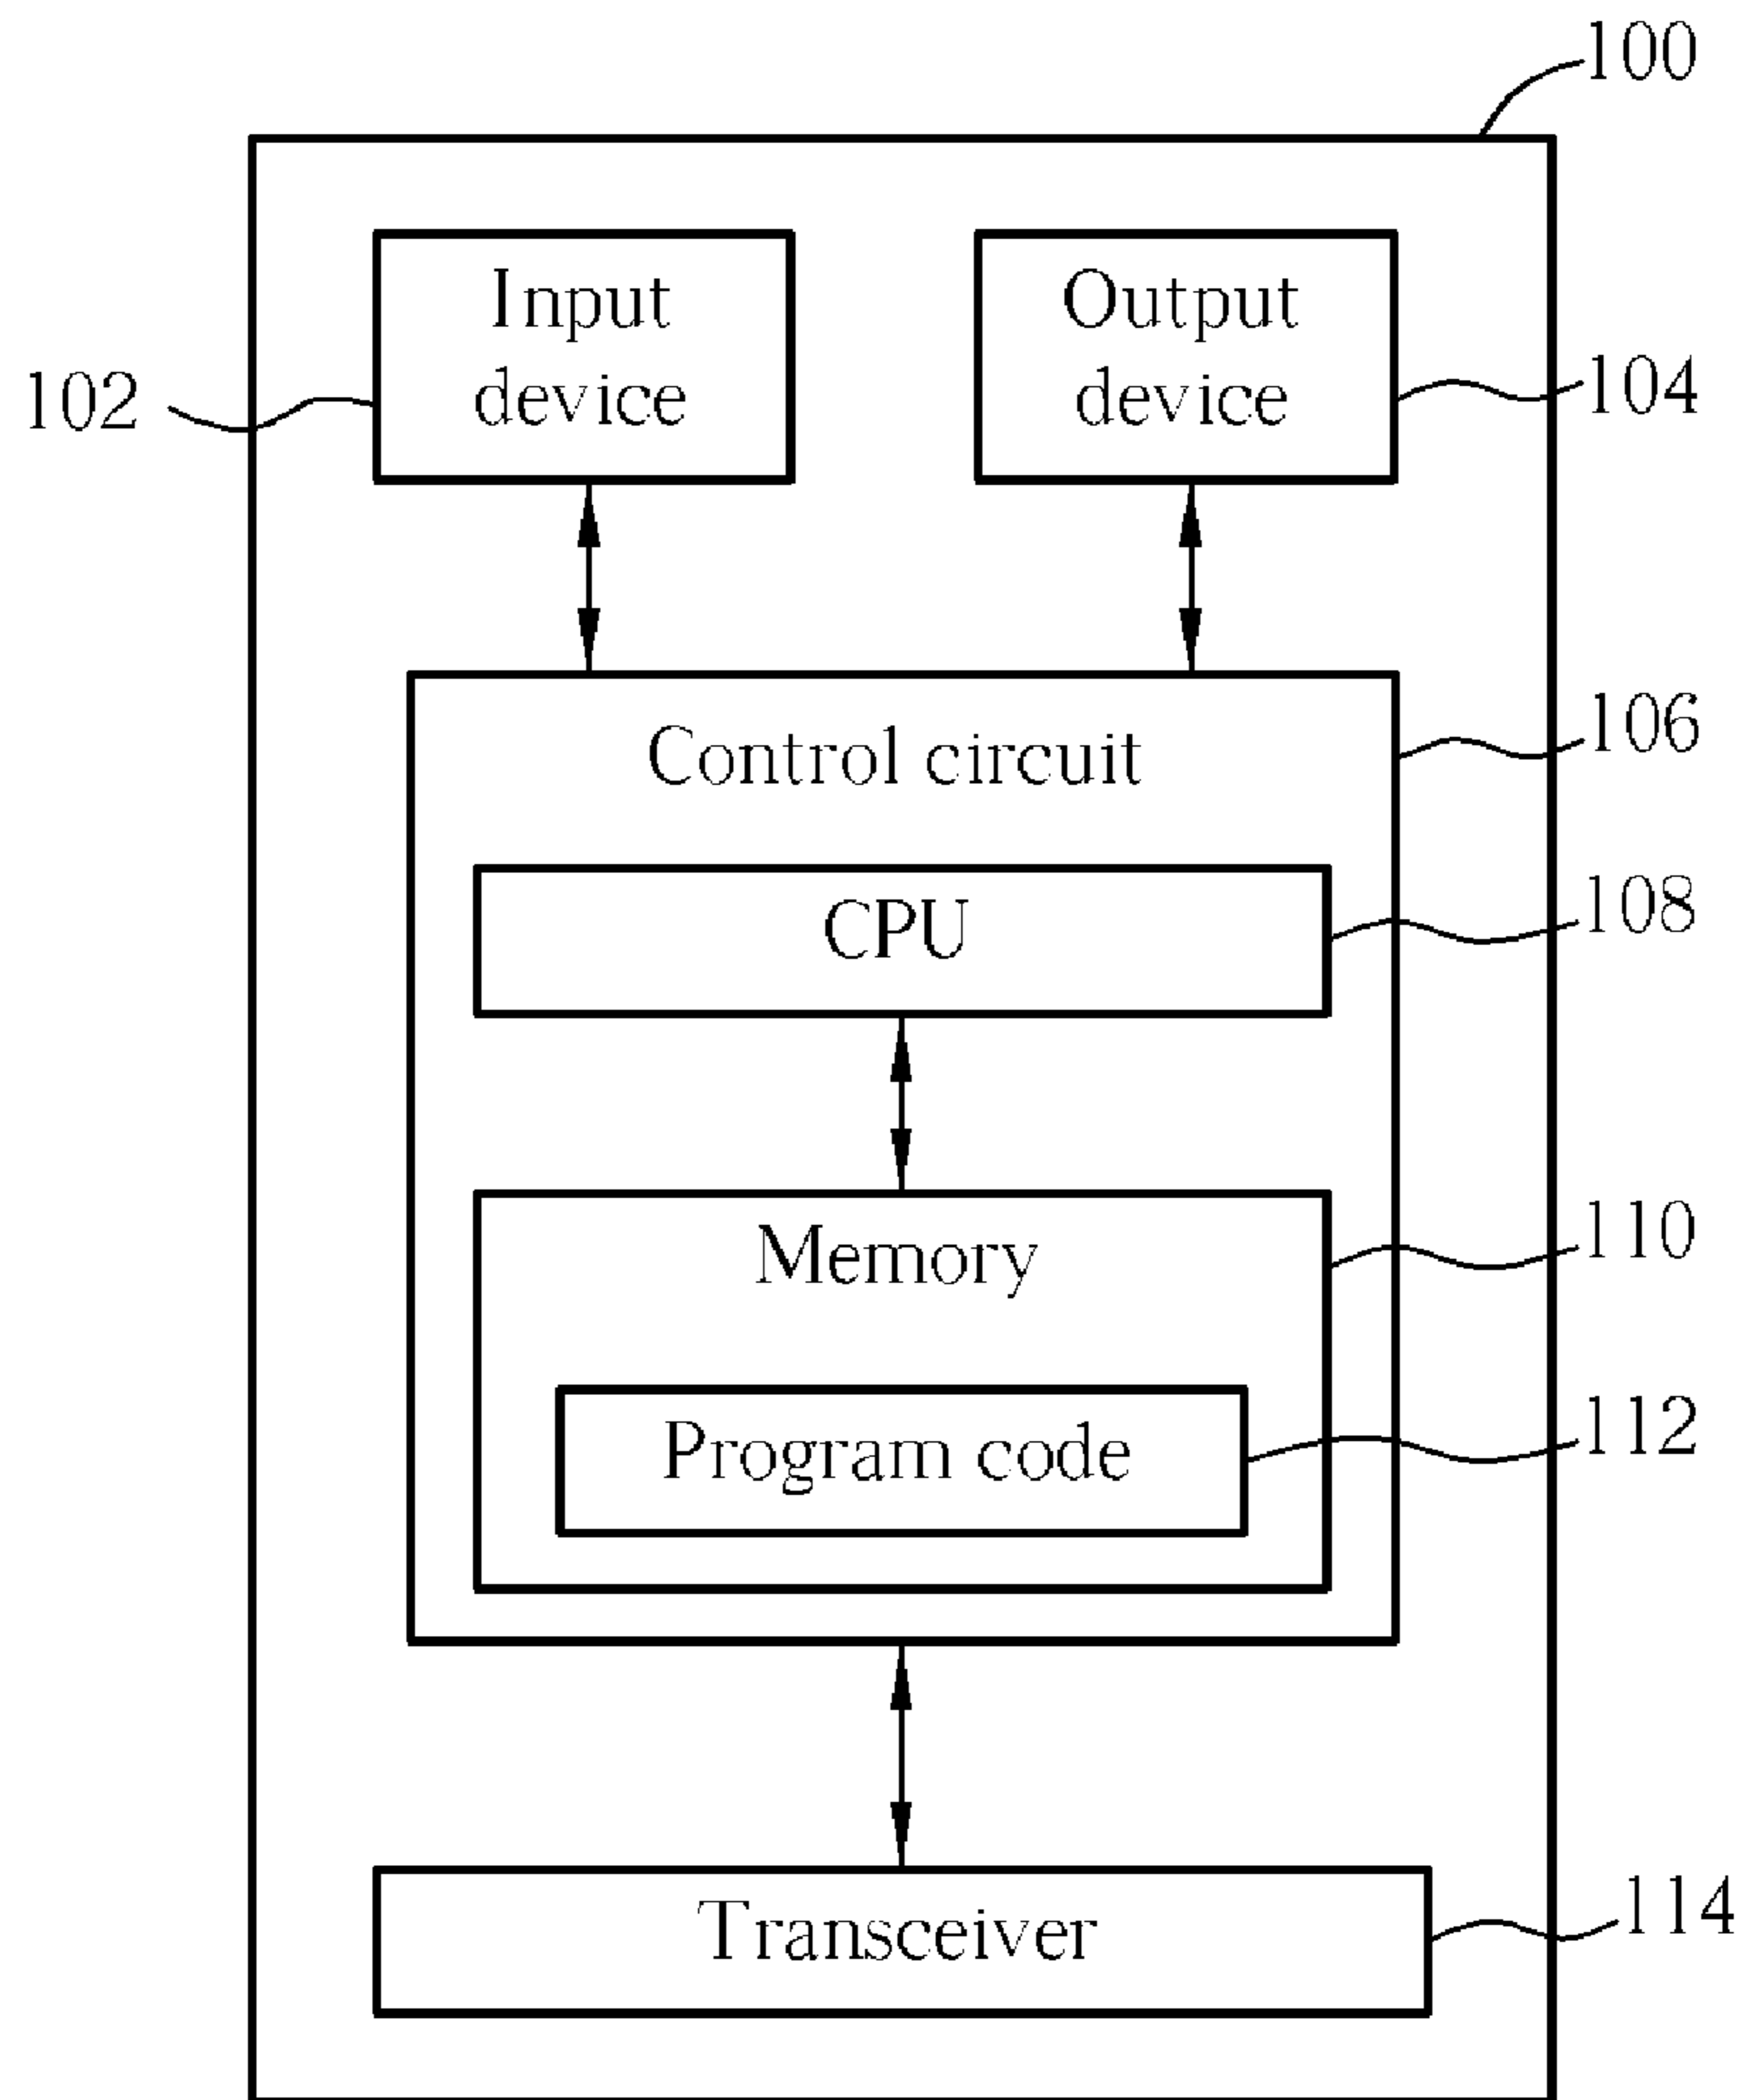 100
Input
device
Output
device
102
104
Control circuit
106
CPU
108
Memory
110
Program code
112
Transceiver
114